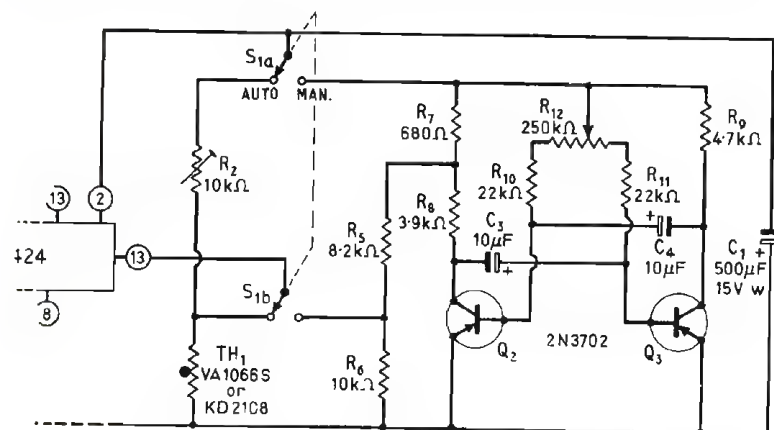 S1a
AUTO MAN.
R2
10kΩ
13
2
424
13
8
S1b
TH1
VA1066S
or
KD2108
R5
8.2kΩ
R6
10kΩ
R7
680Ω
R8
3.9kΩ
C3
10μF
+
R10
22kΩ
R12
250kΩ
R11
22kΩ
R9
4.7kΩ
+
C4
10μF
C1 +
500μF
15V W
Q2
2N3702
Q3